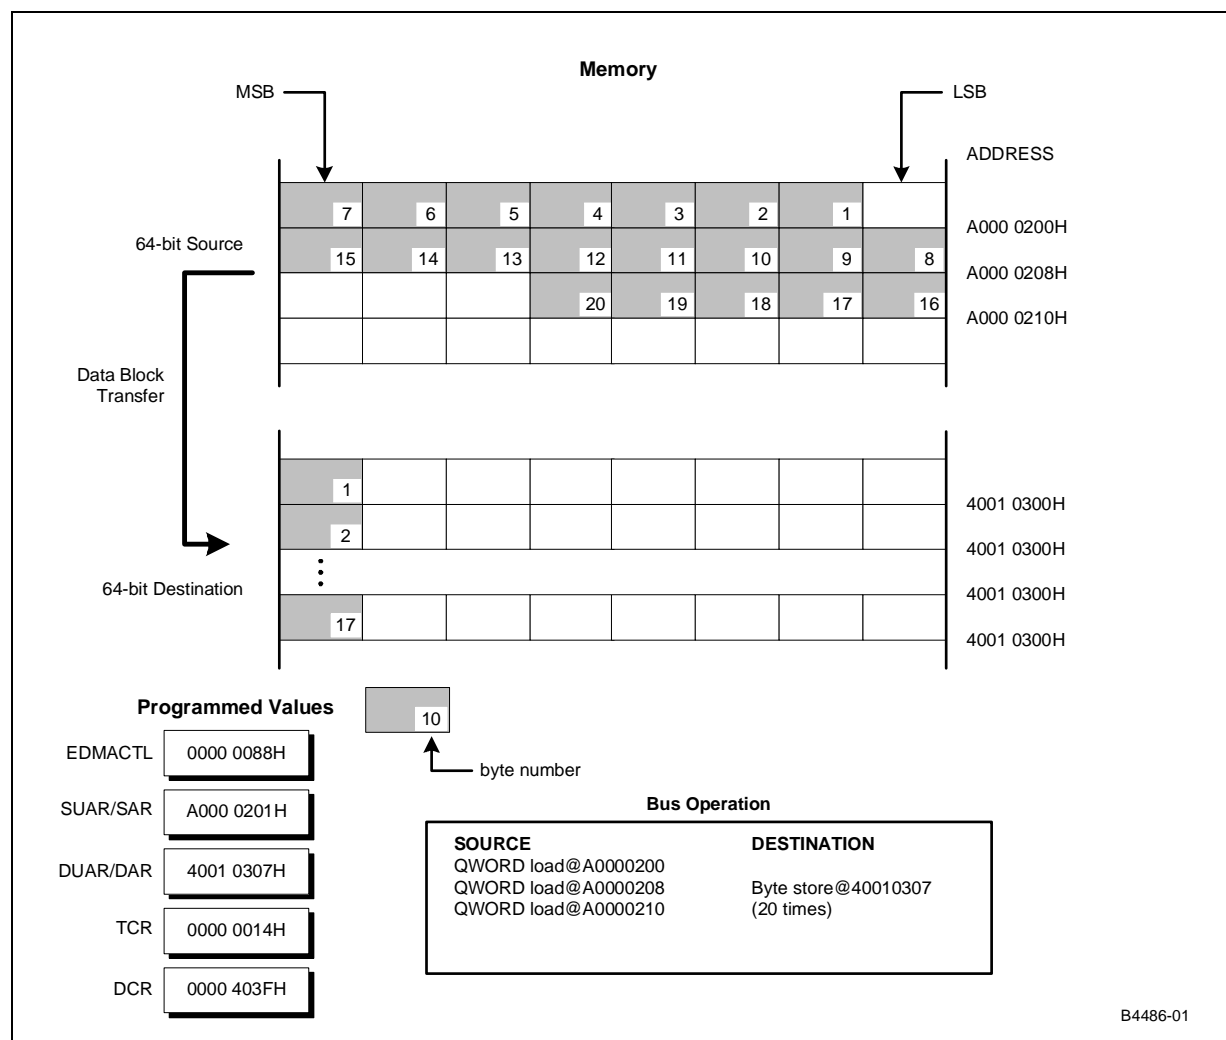 Memory
MSB
LSB
ADDRESS
7 6 5 4 3 2 1
A000 0200H
64-bit Source
15 14 13 12 11 10 9 8
A000 0208H
20 19 18 17 16
A000 0210H
Data Block
Transfer
1
4001 0300H
2
4001 0300H
64-bit Destination
4001 0300H
17
4001 0300H
Programmed Values
10
byte number
EDMACTL 0000 0088H
SUAR/SAR A000 0201H
DUAR/DAR 4001 0307H
TCR 0000 0014H
DCR 0000 403FH
Bus Operation
SOURCE DESTINATION
QWORD load@A0000200
QWORD load@A0000208 Byte store@40010307
QWORD load@A0000210 (20 times)
B4486-01